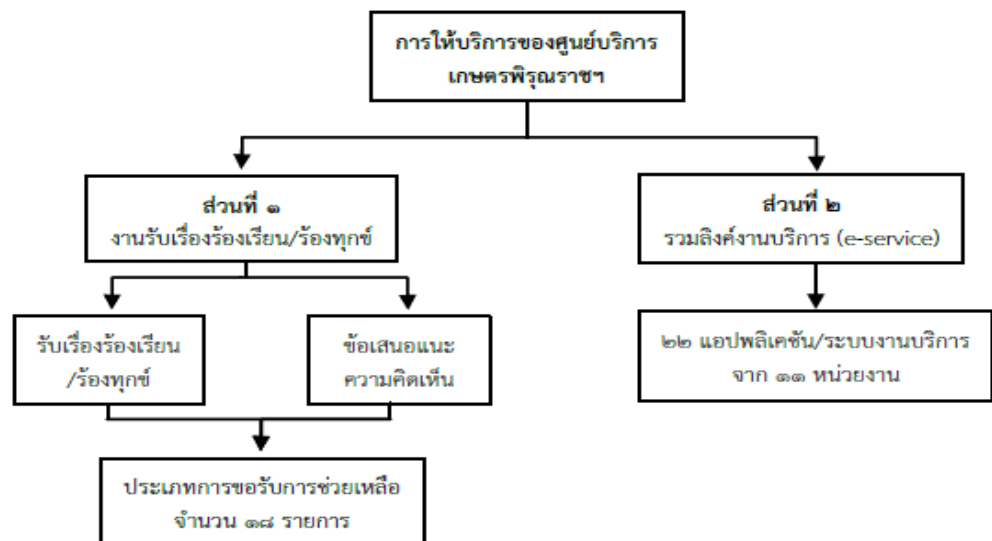 การให้บริการของศูนย์บริการ
เกษตรพิรุณราชฯ
ส่วนที่ ๑
งานรับเรื่องร้องเรียน/ร้องทุกข์
ส่วนที่ ๒
รวมลิงค์งานบริการ (e-service)
รับเรื่องร้องเรียน
/ร้องทุกข์
ข้อเสนอแนะ
ความคิดเห็น
๒๒ แอปพลิเคชัน/ระบบงานบริการ
จาก ๑๑ หน่วยงาน
ประเภทการขอรับการช่วยเหลือ
จำนวน ๑๘ รายการ